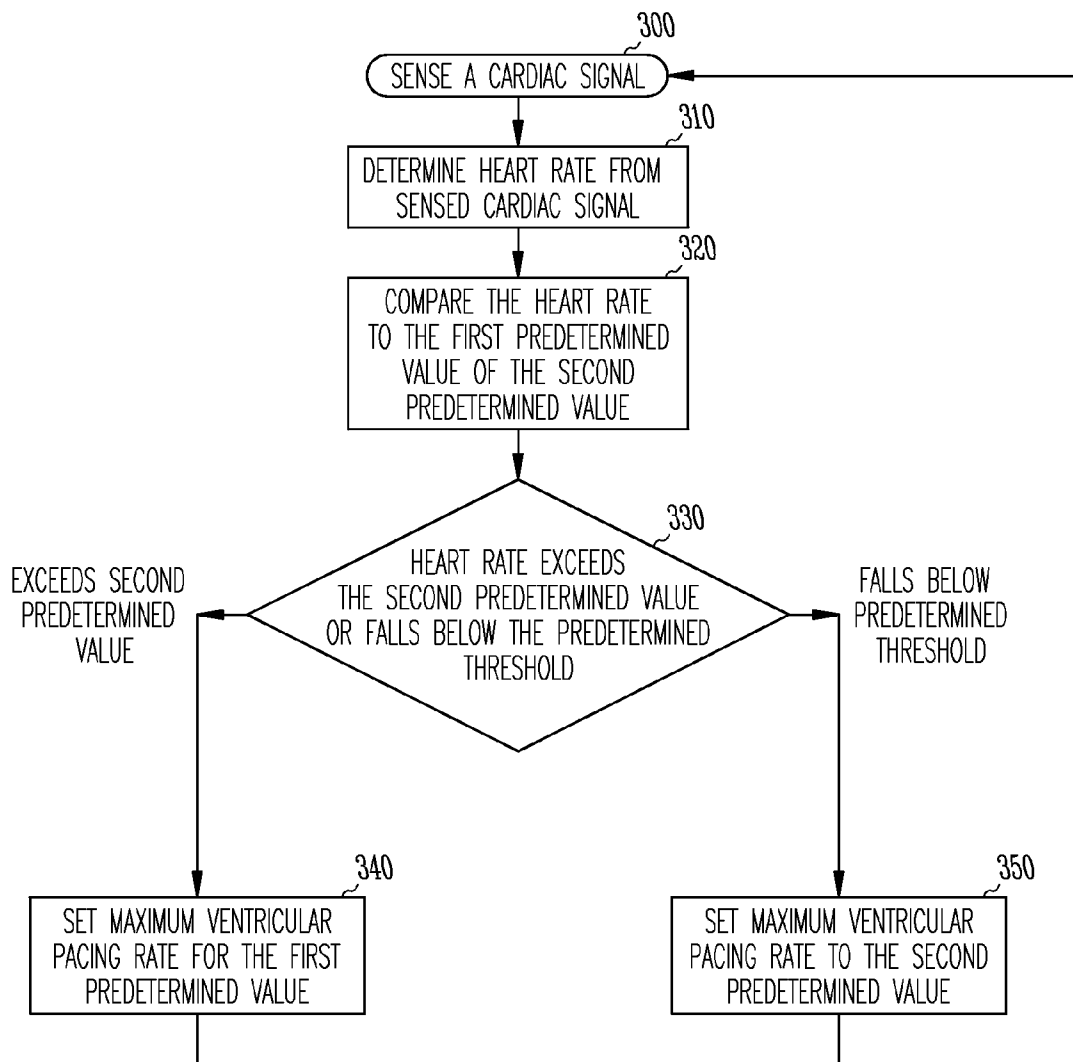 300
SENSE A CARDIAC SIGNAL
310
DETERMINE HEART RATE FROM
SENSED CARDIAC SIGNAL
320
COMPARE THE HEART RATE
TO THE FIRST PREDETERMINED
VALUE OF THE SECOND
PREDETERMINED VALUE
330
HEART RATE EXCEEDS
THE SECOND PREDETERMINED VALUE
OR FALLS BELOW THE PREDETERMINED
THRESHOLD
EXCEEDS SECOND
PREDETERMINED
VALUE
FALLS BELOW
PREDETERMINED
THRESHOLD
340
SET MAXIMUM VENTRICULAR
PACING RATE FOR THE FIRST
PREDETERMINED VALUE
350
SET MAXIMUM VENTRICULAR
PACING RATE TO THE SECOND
PREDETERMINED VALUE